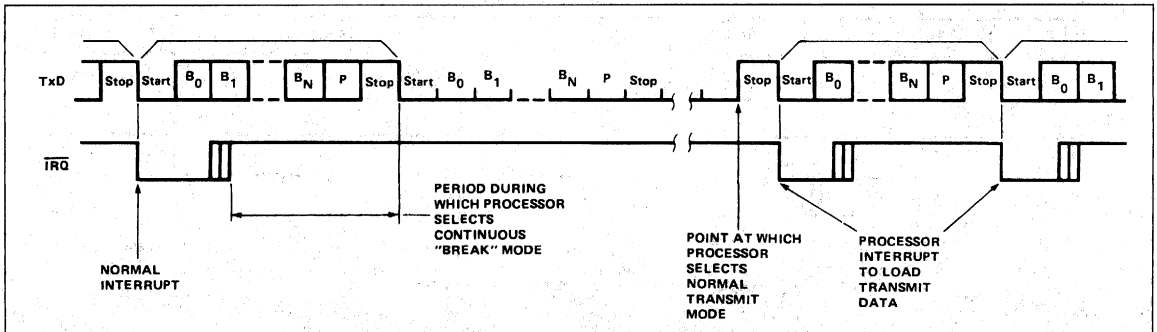 TxD Stop Start B0 B1 BN P Stop Start B0 B1 BN P Stop Stop Start B0 BN P Stop Start B0 B1
IRQ
NORMAL
INTERRUPT
PERIOD DURING
WHICH PROCESSOR
SELECTS
CONTINUOUS
"BREAK" MODE
POINT AT WHICH
PROCESSOR
SELECTS
NORMAL
TRANSMIT
MODE
PROCESSOR
INTERRUPT
TO LOAD
TRANSMIT
DATA